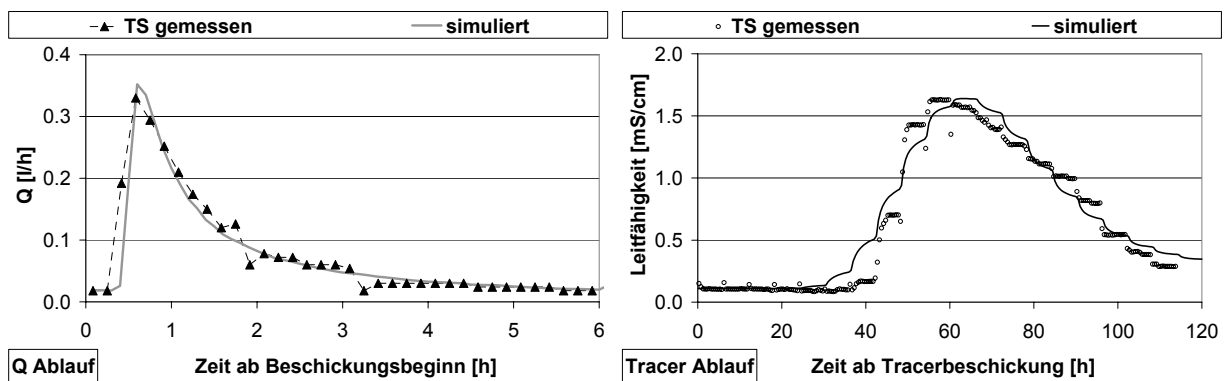 TS gemessen simuliert
0.4
0.3
0.2
0.1
0.0
Q [l/h]
0 1 2 3 4 5 6
Q Ablauf Zeit ab Beschickungsbeginn [h]
TS gemessen simuliert
2.0
1.5
1.0
0.5
0.0
Leitfähigkeit [mS/cm]
0 20 40 60 80 100 120
Tracer Ablauf Zeit ab Tracerbeschickung [h]